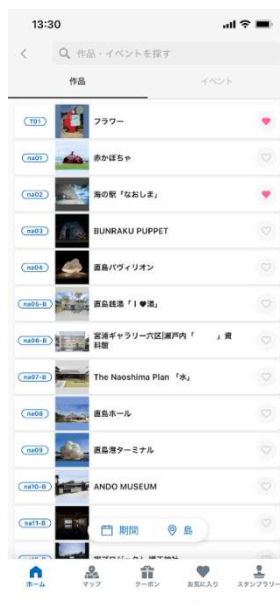 13:30
作品・イベントを探す
作品
イベント
T01
フラワー
na01
赤かぼちゃ
na02
海の駅「なおしま」
na03
BUNRAKU PUPPET
na04
直島パヴィリオン
na05-B
直島銭湯「I♥湯」
na06-B
宮浦ギャラリー六区|瀬戸内「 」資
料館
na07-B
The Naoshima Plan 「水」
na08
直島ホール
na09
直島港ターミナル
na10-B
ANDO MUSEUM
na11-B
期間
島
ホーム
マップ
クーポン
お気に入り
スタンプラリー